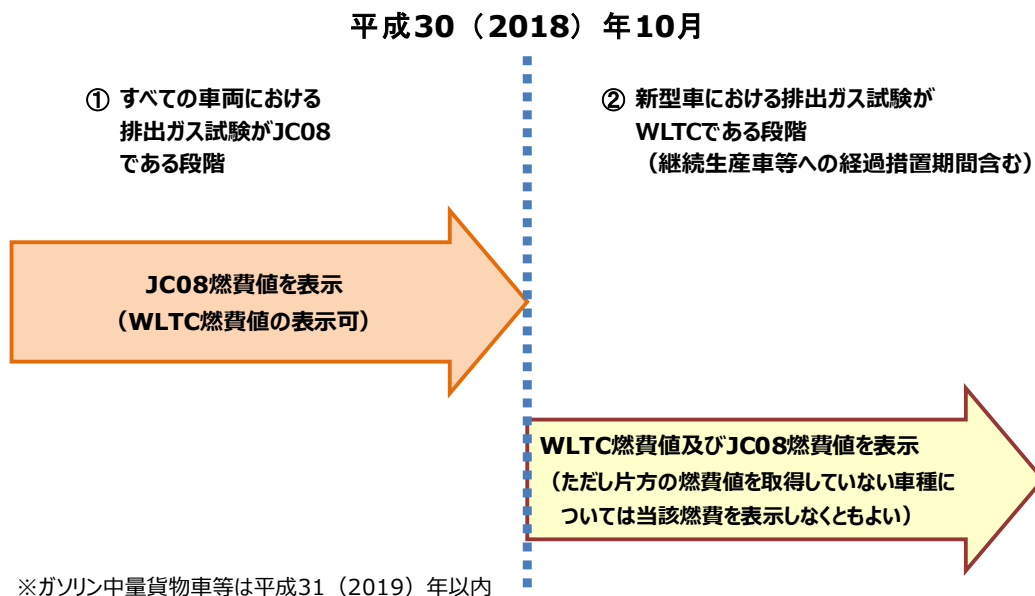 平成30（2018）年10月
① すべての車両における
排出ガス試験がJC08
である段階
② 新型車における排出ガス試験が
WLTCである段階
（継続生産車等への経過措置期間含む）
JC08燃費値を表示
（WLTC燃費値の表示可）
WLTC燃費値及びJC08燃費値を表示
（ただし片方の燃費値を取得していない車種に
ついては当該燃費を表示しなくともよい）
※ガソリン中量貨物車等は平成31（2019）年以内